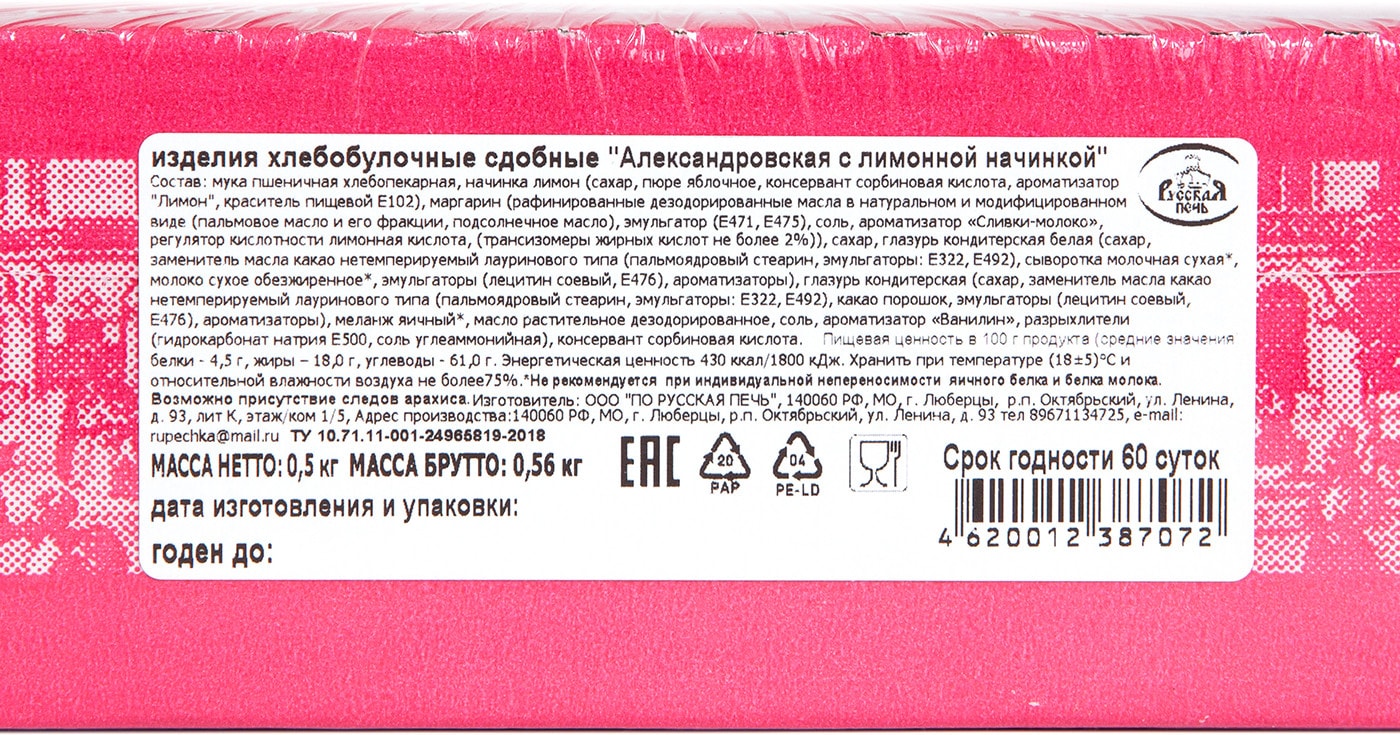 изделия хлебобулочные сдобные "Александровская с лимонной начинкой"
Состав: мука пшеничная хлебопекарная, начинка лимон (сахар, пюре яблочное, консервант сорбиновая кислота, ароматизатор
"Лимон", краситель пищевой Е102), маргарин (рафинированные дезодорированные масла в натуральном и модифицированном
виде (пальмовое масло и его фракции, подсолнечное масло), эмульгатор (Е471, Е475), соль, ароматизатор «Сливки-молоко»,
регулятор кислотности лимонная кислота, (трансизомеры жирных кислот не более 2%)), сахар, глазурь кондитерская белая (сахар,
заменитель масла какао нетемперируемый лауринового типа (пальмоядровый стеарин, эмульгаторы: Е322, Е492), сыворотка молочная сухая*,
молоко сухое обезжиренное*, эмульгаторы (лецитин соевый, Е476), ароматизаторы), глазурь кондитерская (сахар, заменитель масла какао
нетемперируемый лауринового типа (пальмоядровый стеарин, эмульгаторы: Е322, Е492), какао порошок, эмульгаторы (лецитин соевый,
Е476), ароматизаторы), меланж яичный*, масло растительное дезодорированное, соль, ароматизатор «Ванилин», разрыхлители
(гидрокарбонат натрия Е500, соль углеаммонийная), консервант сорбиновая кислота. Пищевая ценность в 100 г продукта (средние значения
белки - 4,5 г, жиры – 18,0 г, углеводы - 61,0 г. Энергетическая ценность 430 ккал/1800 кДж. Хранить при температуре (18±5)°С и
относительной влажности воздуха не более75%.*Не рекомендуется при индивидуальной непереносимости яичного белка и белка молока.
Возможно присутствие следов арахиса. Изготовитель: ООО "ПО РУССКАЯ ПЕЧЬ", 140060 РФ, МО, г. Люберцы, р.п. Октябрьский, ул. Ленина,
д. 93, лит К, этаж/ком 1/5, Адрес производства:140060 РФ, МО, г. Люберцы, р.п. Октябрьский, ул. Ленина, д. 93 тел 89671134725, e-mail:
rupechka@mail.ru ТУ 10.71.11-001-24965819-2018
МАССА НЕТТО: 0,5 кг МАССА БРУТТО: 0,56 кг
дата изготовления и упаковки:
годен до:
EAC
20
PAP
04
PE-LD
РУССКАЯ
ПЕЧЬ
Срок годности 60 суток
4 620012 387072